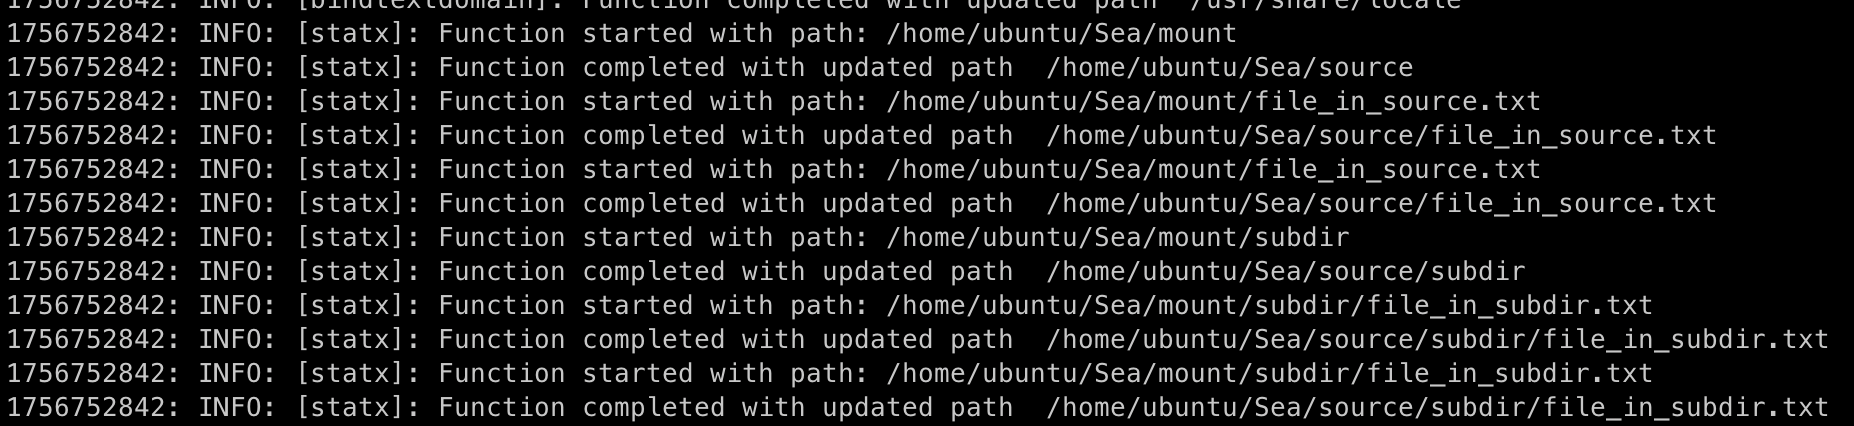 1756752842: INFO: [bindtextdomain]: Function completed with updated path  /usr/share/locale
1756752842: INFO: [statx]: Function started with path: /home/ubuntu/Sea/mount
1756752842: INFO: [statx]: Function completed with updated path  /home/ubuntu/Sea/source
1756752842: INFO: [statx]: Function started with path: /home/ubuntu/Sea/mount/file_in_source.txt
1756752842: INFO: [statx]: Function completed with updated path  /home/ubuntu/Sea/source/file_in_source.txt
1756752842: INFO: [statx]: Function started with path: /home/ubuntu/Sea/mount/file_in_source.txt
1756752842: INFO: [statx]: Function completed with updated path  /home/ubuntu/Sea/source/file_in_source.txt
1756752842: INFO: [statx]: Function started with path: /home/ubuntu/Sea/mount/subdir
1756752842: INFO: [statx]: Function completed with updated path  /home/ubuntu/Sea/source/subdir
1756752842: INFO: [statx]: Function started with path: /home/ubuntu/Sea/mount/subdir/file_in_subdir.txt
1756752842: INFO: [statx]: Function completed with updated path  /home/ubuntu/Sea/source/subdir/file_in_subdir.txt
1756752842: INFO: [statx]: Function started with path: /home/ubuntu/Sea/mount/subdir/file_in_subdir.txt
1756752842: INFO: [statx]: Function completed with updated path  /home/ubuntu/Sea/source/subdir/file_in_subdir.txt